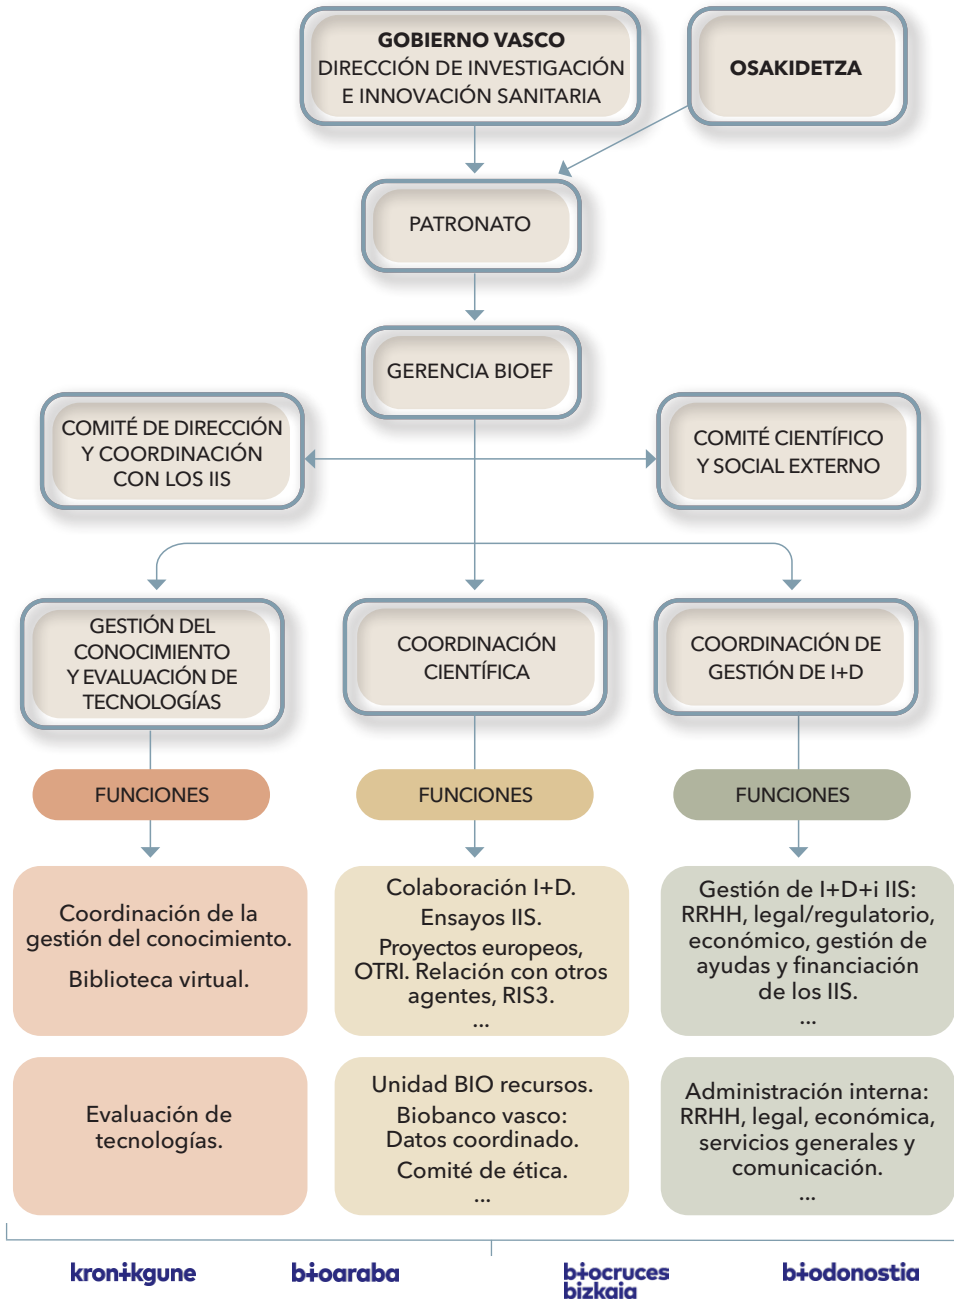 GOBIERNO VASCO
DIRECCIÓN DE INVESTIGACIÓN
E INNOVACIÓN SANITARIA
OSAKIDETZA
PATRONATO
GERENCIA BIOEF
COMITÉ DE DIRECCIÓN
Y COORDINACIÓN
CON LOS IIS
COMITÉ CIENTÍFICO
Y SOCIAL EXTERNO
GESTIÓN DEL
CONOCIMIENTO
Y EVALUACIÓN DE
TECNOLOGÍAS
COORDINACIÓN
CIENTÍFICA
COORDINACIÓN DE
GESTIÓN DE I+D
FUNCIONES
FUNCIONES
FUNCIONES
Coordinación de la
gestión del conocimiento.
Biblioteca virtual.
Colaboración I+D.
Ensayos IIS.
Proyectos europeos,
OTRI. Relación con otros
agentes, RIS3.
...
Gestión de I+D+i IIS:
RRHH, legal/regulatorio,
económico, gestión de
ayudas y financiación
de los IIS.
...
Evaluación de
tecnologías.
Unidad BIO recursos.
Biobanco vasco:
Datos coordinado.
Comité de ética.
...
Administración interna:
RRHH, legal, económica,
servicios generales y
comunicación.
...
kronikgune
bioaraba
biocruces
bizkaia
biodonostia